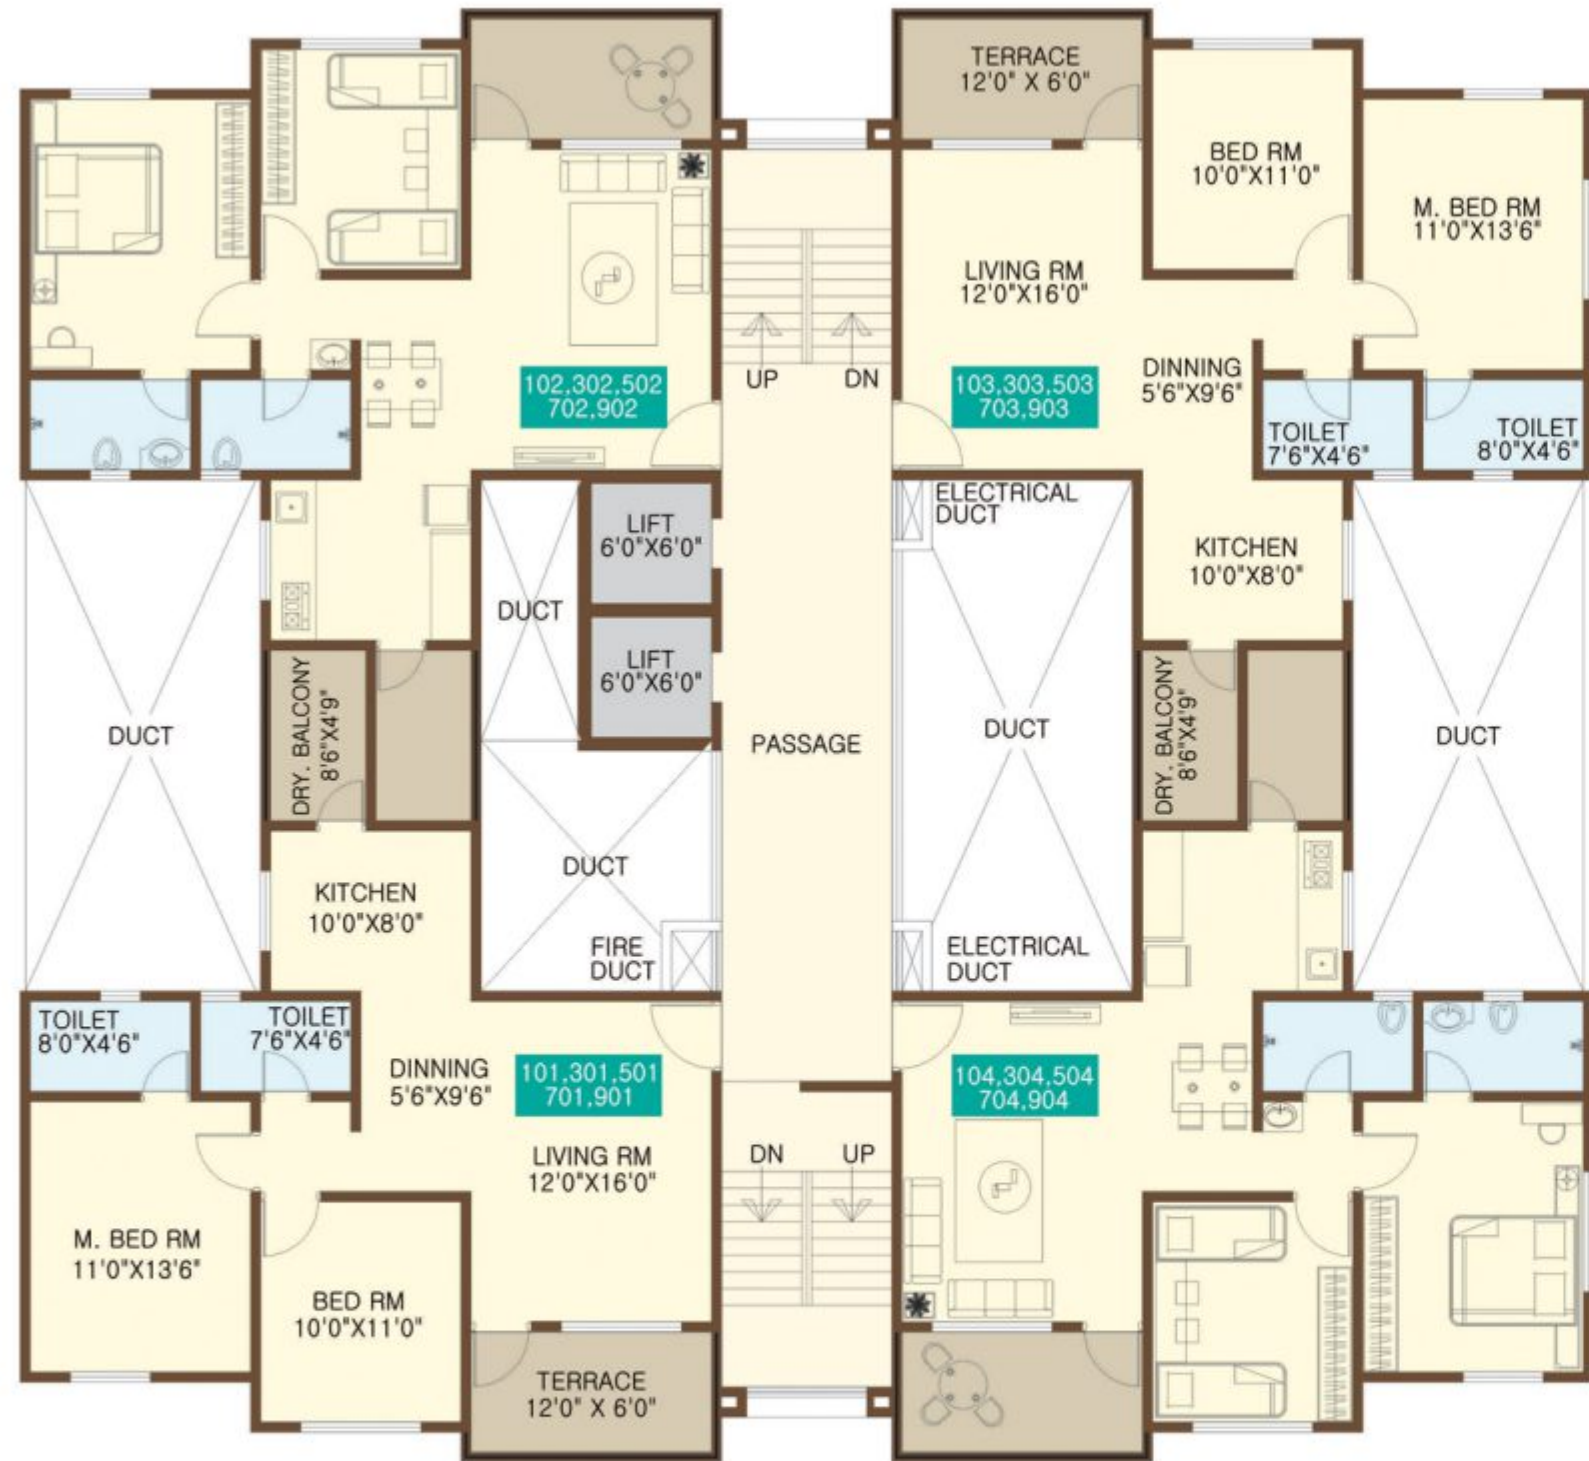 TERRACE
12'0" X 6'0"
BED RM
10'0"X11'0"
M. BED RM
11'0"X13'6"
LIVING RM
12'0"X16'0"
102,302,502
702,902
UP
DN
103,303,503
703,903
DINNING
5'6"X9'6"
TOILET
7'6"X4'6"
TOILET
8'0"X4'6"
LIFT
6'0"X6'0"
ELECTRICAL
DUCT
KITCHEN
10'0"X8'0"
DUCT
LIFT
6'0"X6'0"
DRY. BALCONY
8'6"X4'9"
DUCT
PASSAGE
DUCT
DRY. BALCONY
8'6"X4'9"
DUCT
DUCT
KITCHEN
10'0"X8'0"
FIRE
DUCT
ELECTRICAL
DUCT
TOILET
8'0"X4'6"
TOILET
7'6"X4'6"
DINNING
5'6"X9'6"
101,301,501
701,901
104,304,504
704,904
LIVING RM
12'0"X16'0"
DN
UP
M. BED RM
11'0"X13'6"
BED RM
10'0"X11'0"
TERRACE
12'0" X 6'0"